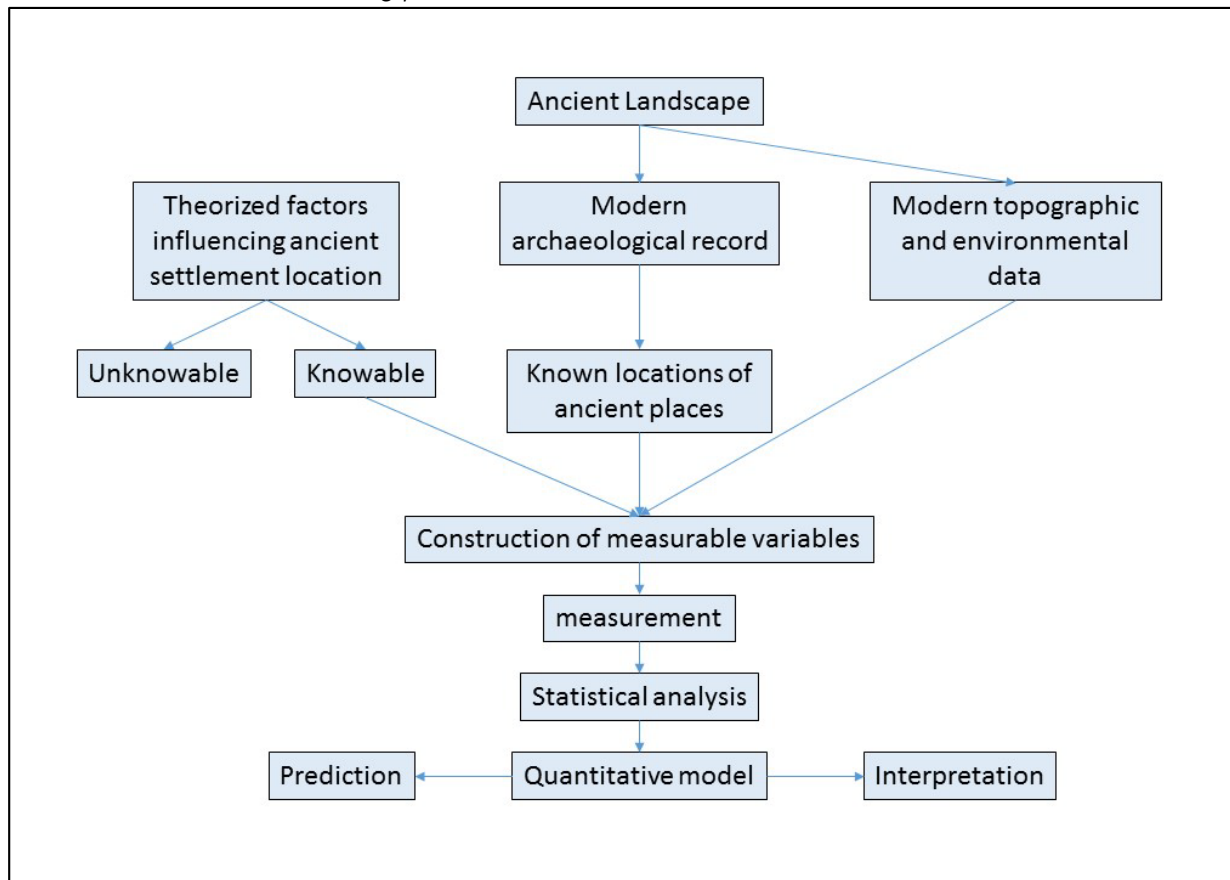 Ancient Landscape
Theorized factors
influencing ancient
settlement location
Modern
archaeological record
Modern topographic
and environmental
data
Unknowable
Knowable
Known locations of
ancient places
Construction of measurable variables
measurement
Statistical analysis
Prediction
Quantitative model
Interpretation